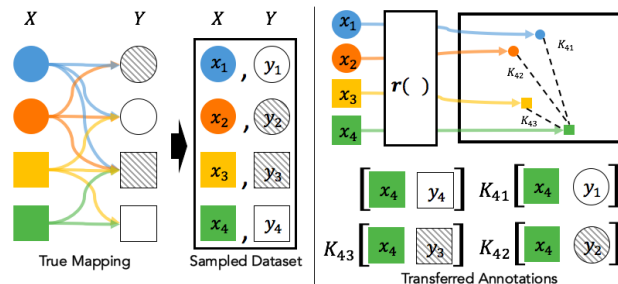 X Y X Y
x1 , y1
x2 , y2
x3 , y3
x4 , y4
True Mapping
Sampled Dataset
x1
x2
x3
x4
r( )
K41
K42
K43
[ x4 y4 ] K41 [ x4 y1 ]
K43 [ x4 y3 ] K42 [ x4 y2 ]
Transferred Annotations